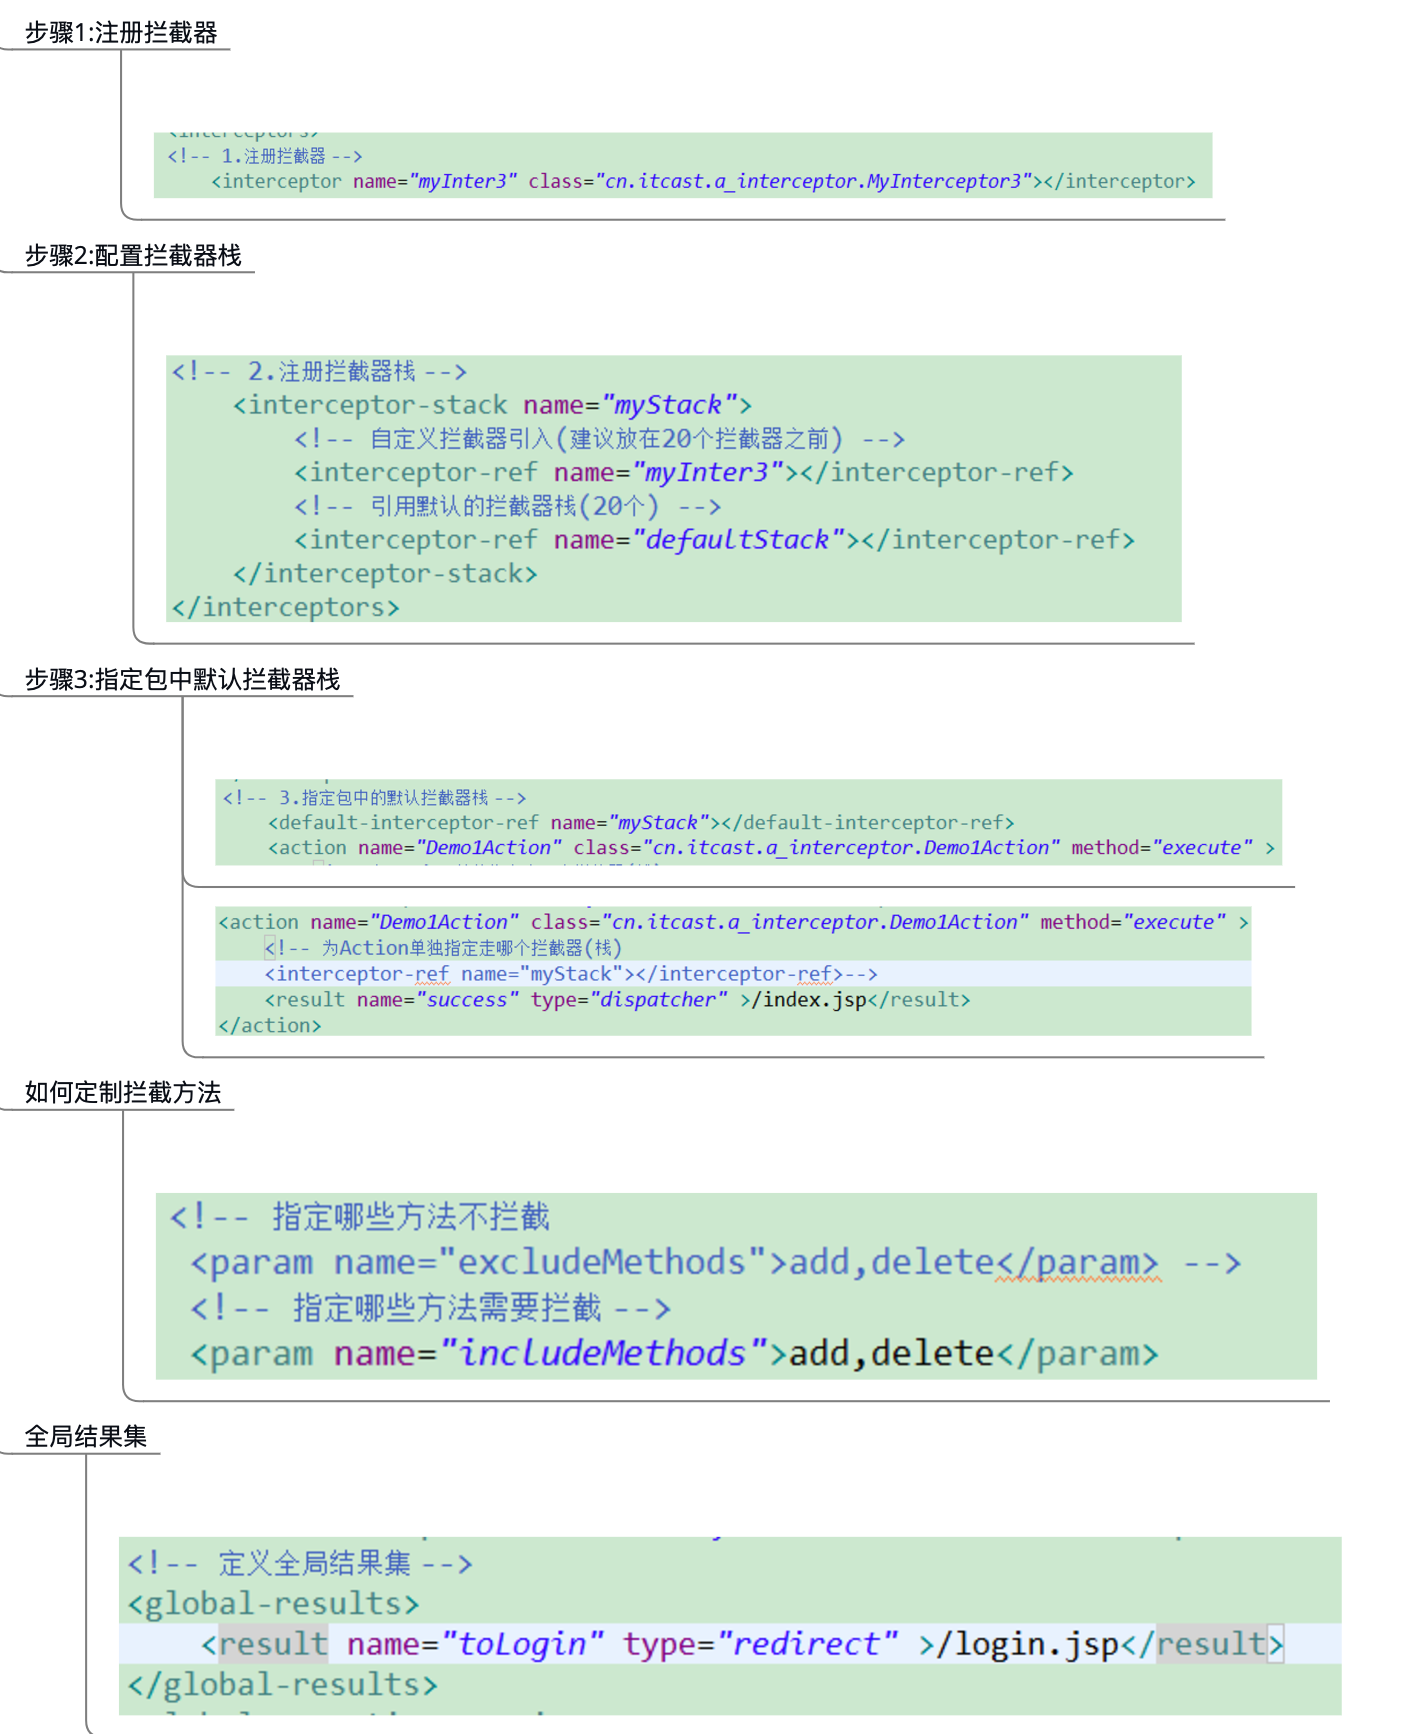 步骤1:注册拦截器
<interceptors>
<!-- 1.注册拦截器 -->
<interceptor name="myInter3" class="cn.itcast.a_interceptor.MyInterceptor3"></interceptor>
步骤2:配置拦截器栈
<!-- 2.注册拦截器栈 -->
<interceptor-stack name="myStack">
<!-- 自定义拦截器引入(建议放在20个拦截器之前) -->
<interceptor-ref name="myInter3"></interceptor-ref>
<!-- 引用默认的拦截器栈(20个) -->
<interceptor-ref name="defaultStack"></interceptor-ref>
</interceptor-stack>
</interceptors>
步骤3:指定包中默认拦截器栈
<!-- 3.指定包中的默认拦截器栈 -->
<default-interceptor-ref name="myStack"></default-interceptor-ref>
<action name="Demo1Action" class="cn.itcast.a_interceptor.Demo1Action" method="execute" >
<action name="Demo1Action" class="cn.itcast.a_interceptor.Demo1Action" method="execute" >
<!-- 为Action单独指定走哪个拦截器(栈)
<interceptor-ref name="myStack"></interceptor-ref>-->
<result name="success" type="dispatcher" >/index.jsp</result>
</action>
如何定制拦截方法
<!-- 指定哪些方法不拦截
<param name="excludeMethods">add,delete</param> -->
<!-- 指定哪些方法需要拦截 -->
<param name="includeMethods">add,delete</param>
全局结果集
<!-- 定义全局结果集 -->
<global-results>
<result name="toLogin" type="redirect" >/login.jsp</result>
</global-results>